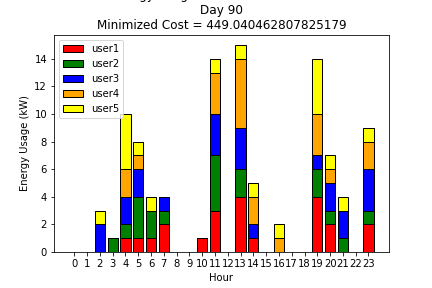 Day 90
Minimized Cost = 449.040462807825179
user1
user2
user3
user4
user5
Energy Usage (kW)
14
12
10
8
6
4
2
0
0 1 2 3 4 5 6 7 8 9 10 11 12 13 14 15 16 17 18 19 20 21 22 23
Hour